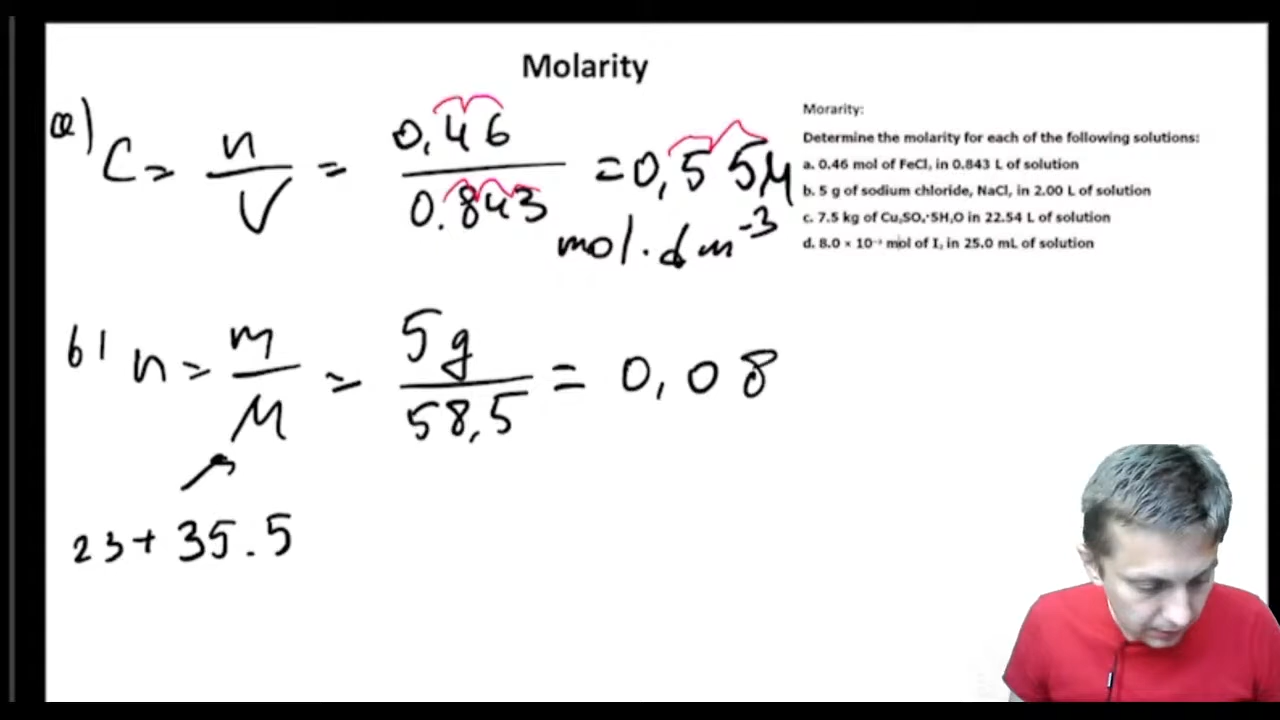 Molarity
a) C = n / V = 0,46 / 0.843 = 0,55M
mol.dm⁻³
b) n = m / M = 5g / 58,5 = 0,08
23 + 35.5
Morarity:
Determine the molarity for each of the following solutions:
a. 0.46 mol of FeCl, in 0.843 L of solution
b. 5 g of sodium chloride, NaCl, in 2.00 L of solution
c. 7.5 kg of Cu,SO,·5H,O in 22.54 L of solution
d. 8.0 × 10 mol of I, in 25.0 mL of solution